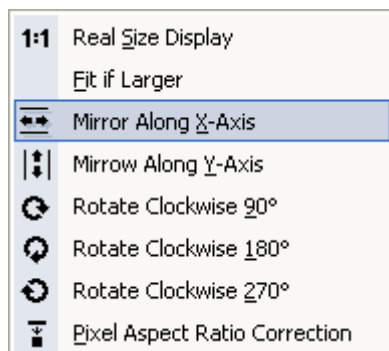 1:1 Real Size Display
Fit if Larger
Mirror Along X-Axis
Mirrow Along Y-Axis
Rotate Clockwise 90°
Rotate Clockwise 180°
Rotate Clockwise 270°
Pixel Aspect Ratio Correction